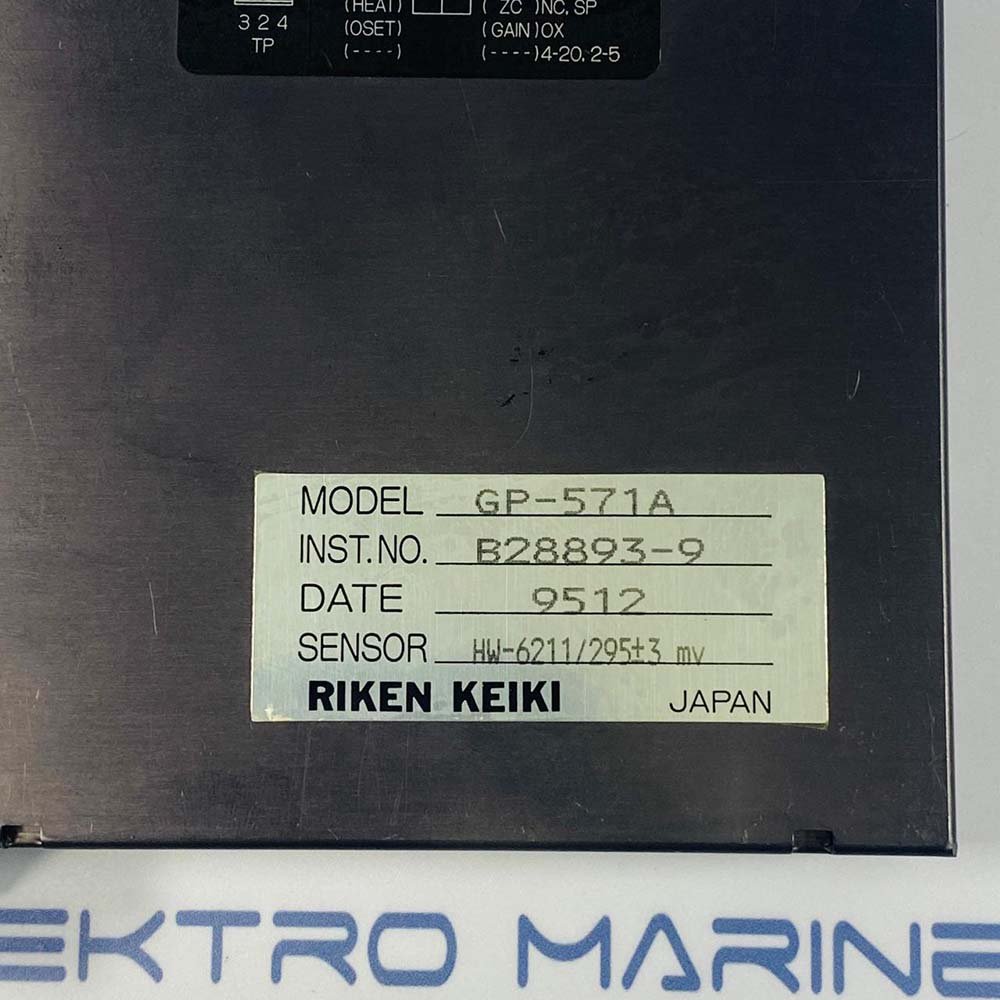 (HEAT) ( ZC )NC, SP
3 2 4 (OSET) (GAIN)OX
TP (----) (----)4-20, 2-5
MODEL GP-571A
INST.NO. B28893-9
DATE 9512
SENSOR HW-6211/295±3 mv
RIKEN KEIKI JAPAN
EKTRO MARINE